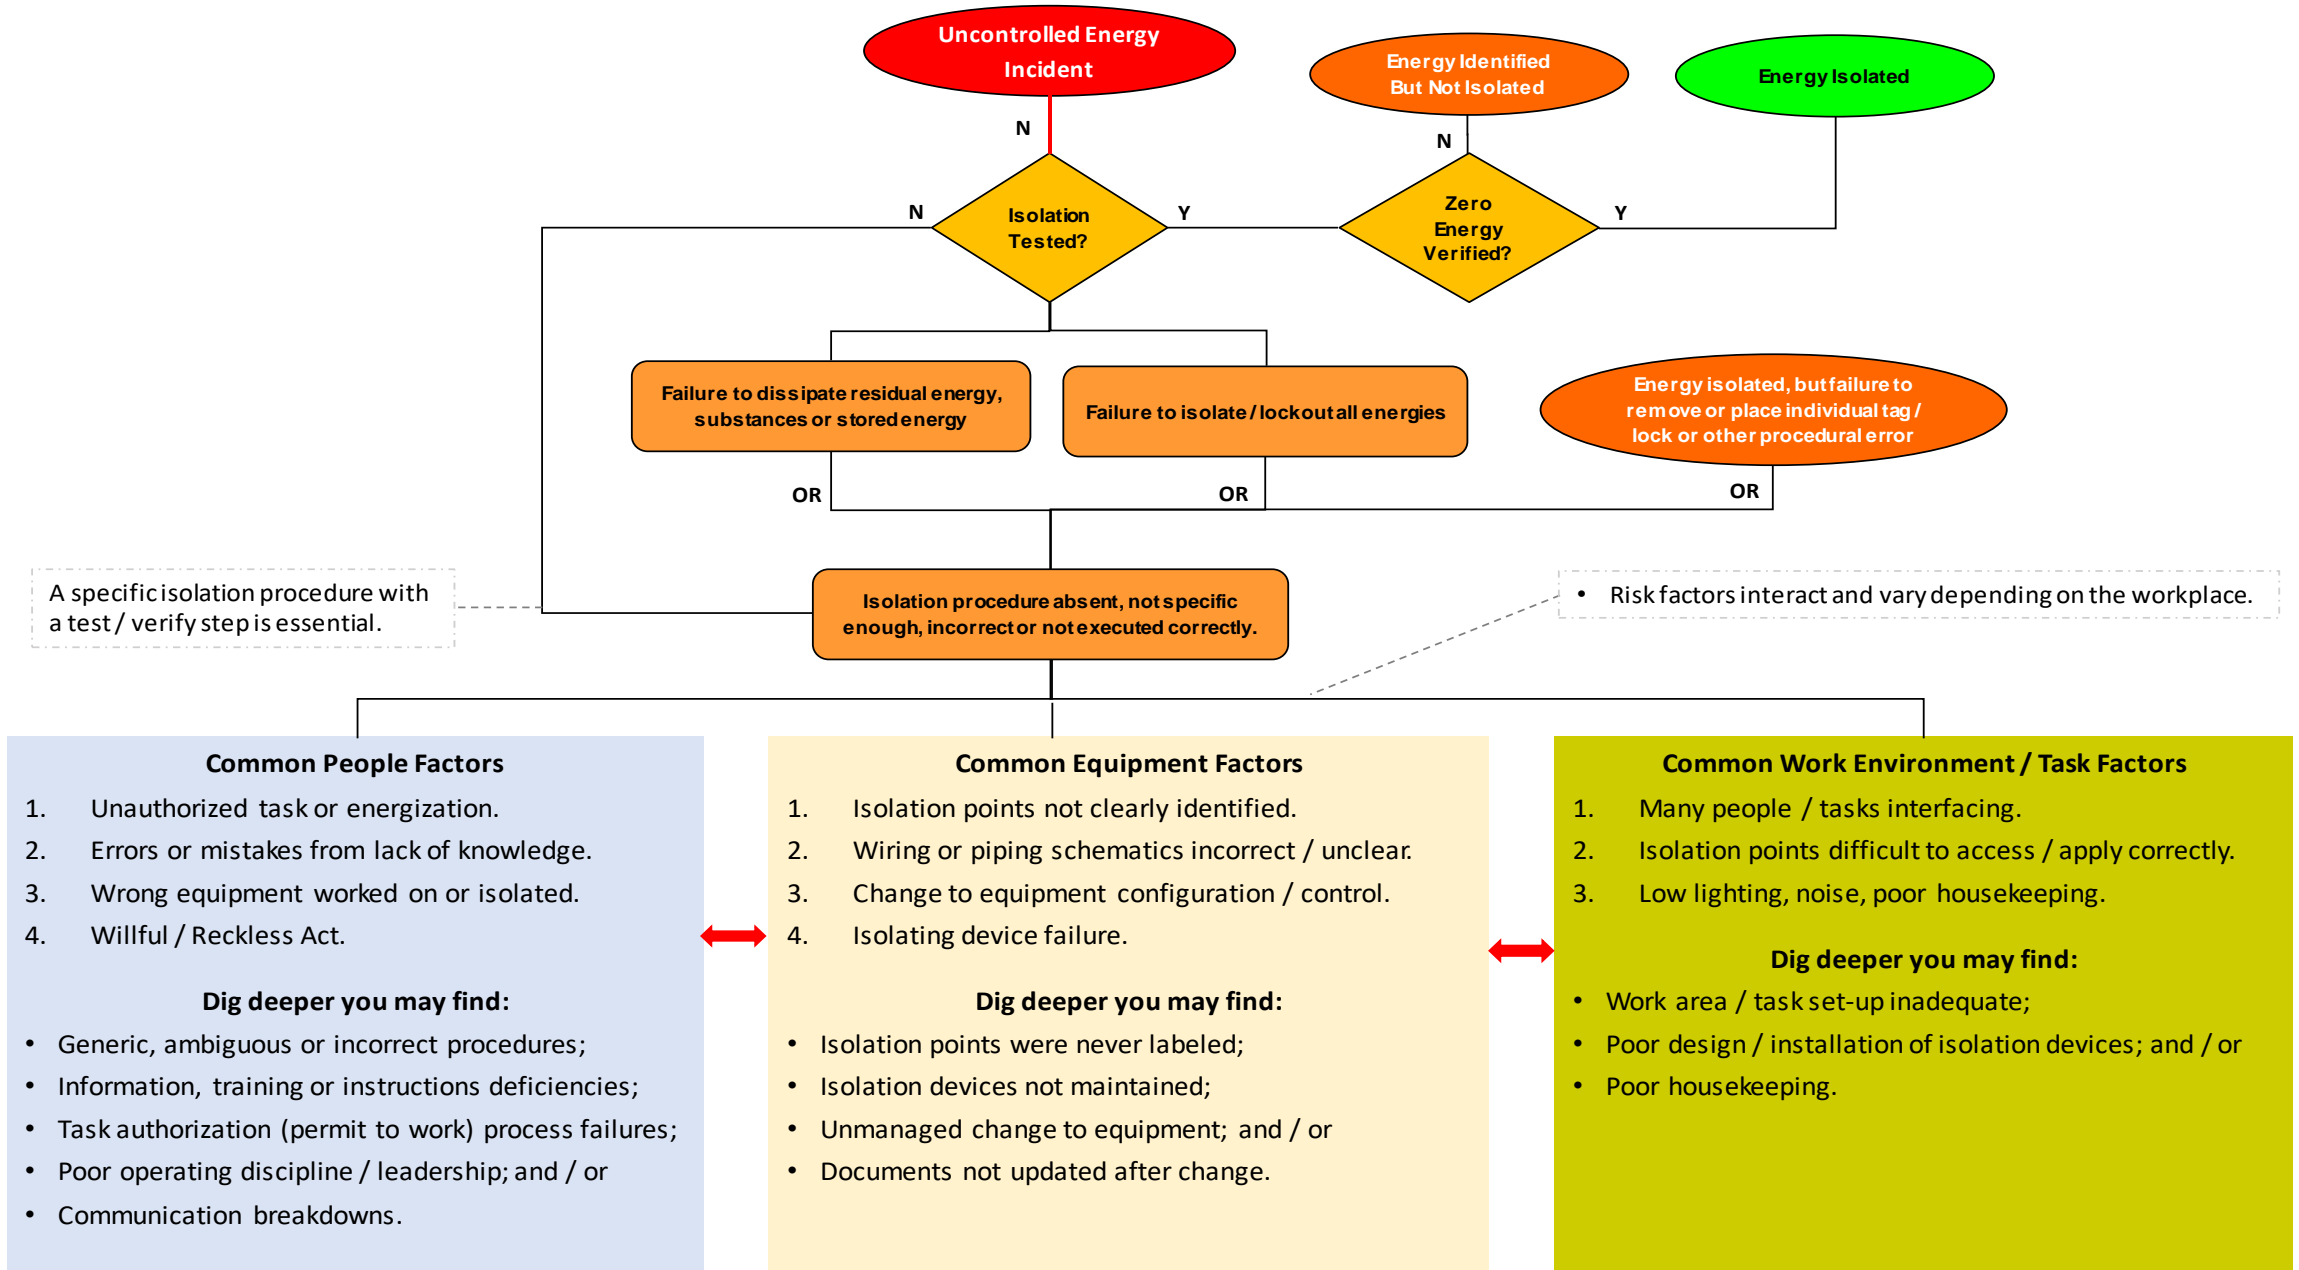 Uncontrolled Energy
Incident
Energy Identified
But Not Isolated
Energy Isolated
N
N
N
Isolation
Tested?
Y
Zero
Energy
Verified?
Y
Failure to dissipate residual energy,
substances or stored energy
Failure to isolate / lockout all energies
Energy isolated, but failure to
remove or place individual tag /
lock or other procedural error
OR
OR
OR
A specific isolation procedure with
a test / verify step is essential.
Isolation procedure absent, not specific
enough, incorrect or not executed correctly.
• Risk factors interact and vary depending on the workplace.
Common People Factors
1. Unauthorized task or energization.
2. Errors or mistakes from lack of knowledge.
3. Wrong equipment worked on or isolated.
4. Willful / Reckless Act.
Dig deeper you may find:
• Generic, ambiguous or incorrect procedures;
• Information, training or instructions deficiencies;
• Task authorization (permit to work) process failures;
• Poor operating discipline / leadership; and / or
• Communication breakdowns.
Common Equipment Factors
1. Isolation points not clearly identified.
2. Wiring or piping schematics incorrect / unclear.
3. Change to equipment configuration / control.
4. Isolating device failure.
Dig deeper you may find:
• Isolation points were never labeled;
• Isolation devices not maintained;
• Unmanaged change to equipment; and / or
• Documents not updated after change.
Common Work Environment / Task Factors
1. Many people / tasks interfacing.
2. Isolation points difficult to access / apply correctly.
3. Low lighting, noise, poor housekeeping.
Dig deeper you may find:
• Work area / task set-up inadequate;
• Poor design / installation of isolation devices; and / or
• Poor housekeeping.